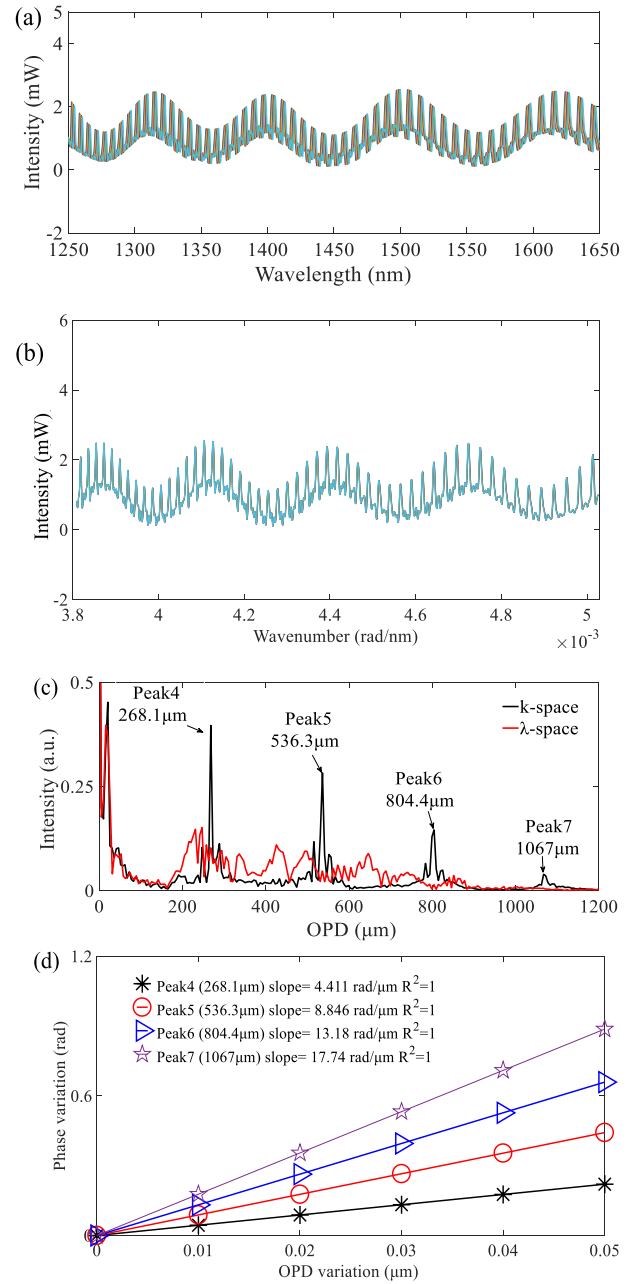 (a)
5
4
2
0
-2
Intensity (mW)
1250 1300 1350 1400 1450 1500 1550 1600 1650
Wavelength (nm)
(b)
6
4
2
0
-2
Intensity (mW)
3.8 4 4.2 4.4 4.6 4.8 5
Wavenumber (rad/nm)
×10⁻³
(c)
0.5
0.25
0
Intensity (a.u.)
Peak4
268.1μm
Peak5
536.3μm
Peak6
804.4μm
Peak7
1067μm
k-space
λ-space
0 200 400 600 800 1000 1200
OPD (μm)
(d)
1.2
0.6
0
Phase variation (rad)
Peak4 (268.1μm) slope= 4.411 rad/μm R²=1
Peak5 (536.3μm) slope= 8.846 rad/μm R²=1
Peak6 (804.4μm) slope= 13.18 rad/μm R²=1
Peak7 (1067μm) slope= 17.74 rad/μm R²=1
0 0.01 0.02 0.03 0.04 0.05
OPD variation (μm)